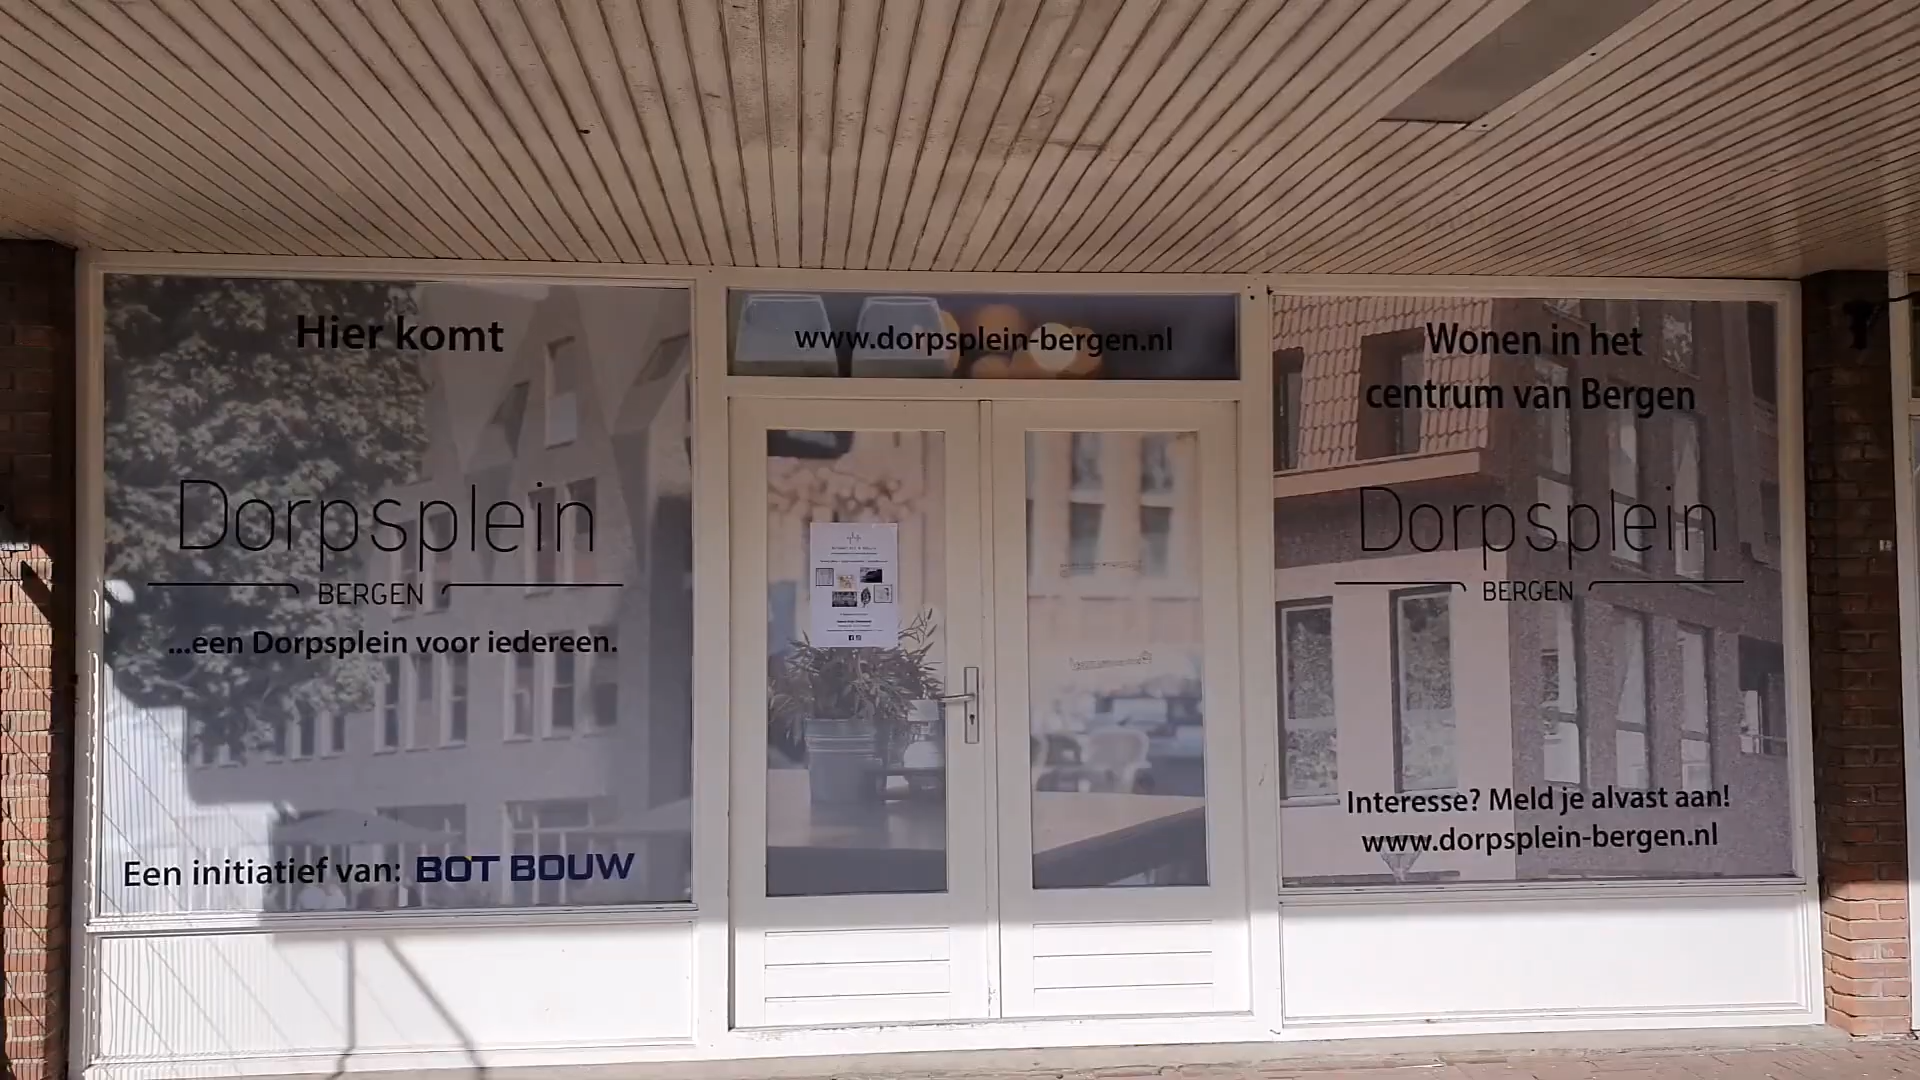 Hier komt
Dorpsplein
BERGEN
...een Dorpsplein voor iedereen.
Een initiatief van: BOT BOUW
www.dorpsplein-bergen.nl
Wonen in het
centrum van Bergen
Dorpsplein
BERGEN
Interesse? Meld je alvast aan!
www.dorpsplein-bergen.nl